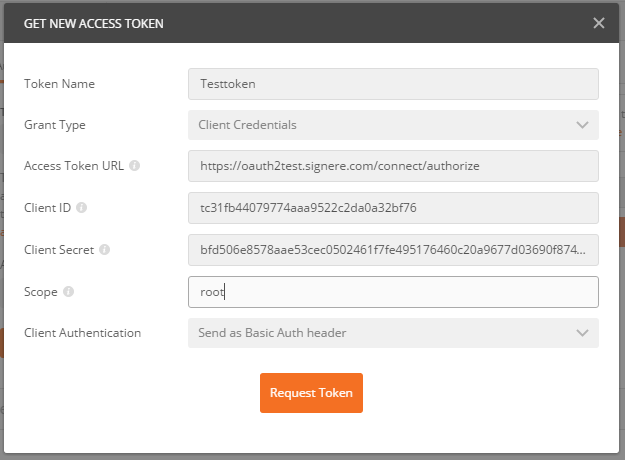 GET NEW ACCESS TOKEN
Token Name Testtoken
Grant Type Client Credentials
Access Token URL https://oauth2test.signere.com/connect/authorize
Client ID tc31fb44079774aaa9522c2da0a32bf76
Client Secret bfd506e8578aae53cec0502461f7fe495176460c20a9677d03690f874...
Scope root
Client Authentication Send as Basic Auth header
Request Token